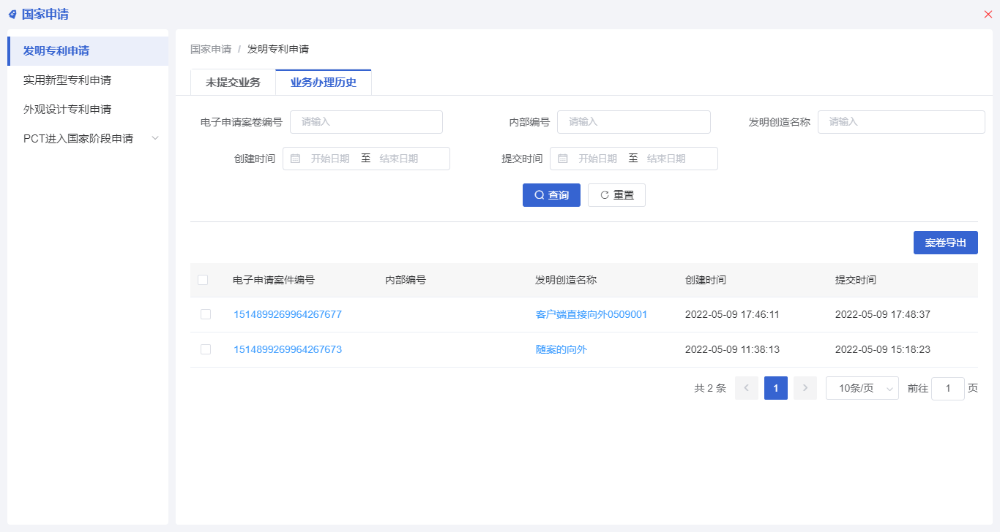 国家申请
发明专利申请
实用新型专利申请
外观设计专利申请
PCT进入国家阶段申请
国家申请 / 发明专利申请
未提交业务 业务办理历史
电子申请案卷编号 请输入 内部编号 请输入 发明创造名称 请输入
创建时间 开始日期 至 结束日期 提交时间 开始日期 至 结束日期
查询 重置
案卷导出
电子申请案件编号 内部编号 发明创造名称 创建时间 提交时间
1514899269964267677 客户端直接向外0509001 2022-05-09 17:46:11 2022-05-09 17:48:37
1514899269964267673 随案的向外 2022-05-09 11:38:13 2022-05-09 15:18:23
共 2 条 1 10条/页 前往 1 页